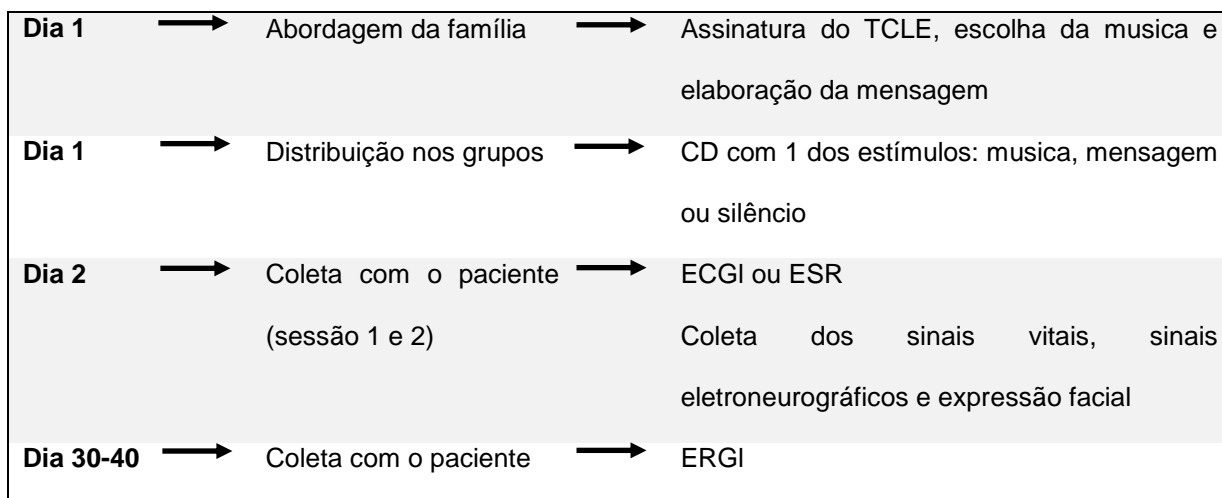 Dia 1 Abordagem da família Assinatura do TCLE, escolha da musica e
elaboração da mensagem
Dia 1 Distribuição nos grupos CD com 1 dos estímulos: musica, mensagem
ou silêncio
Dia 2 Coleta com o paciente ECGI ou ESR
(sessão 1 e 2) Coleta dos sinais vitais, sinais
eletroneurográficos e expressão facial
Dia 30-40 Coleta com o paciente ERGI